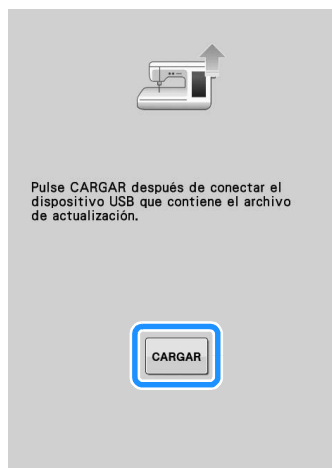 Pulse CARGAR después de conectar el
dispositivo USB que contiene el archivo
de actualización.
CARGAR